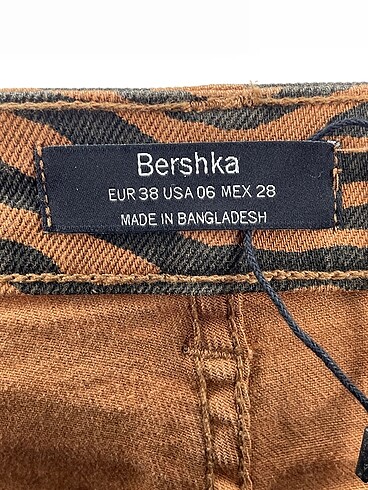 Bershka
EUR 38 USA 06 MEX 28
MADE IN BANGLADESH